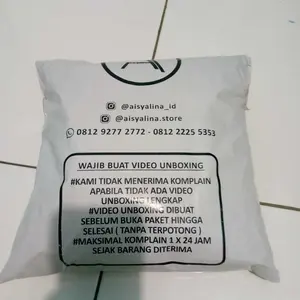 @aisyalina_id
@aisyalina.store
0812 9277 2772 - 0812 2225 5353
WAJIB BUAT VIDEO UNBOXING
#KAMI TIDAK MENERIMA KOMPLAIN
APABILA TIDAK ADA VIDEO
UNBOXING LENGKAP
#VIDEO UNBOXING DIBUAT
SEBELUM BUKA PAKET HINGGA
SELESAI ( TANPA TERPOTONG )
#MAKSIMAL KOMPLAIN 1 X 24 JAM
SEJAK BARANG DITERIMA